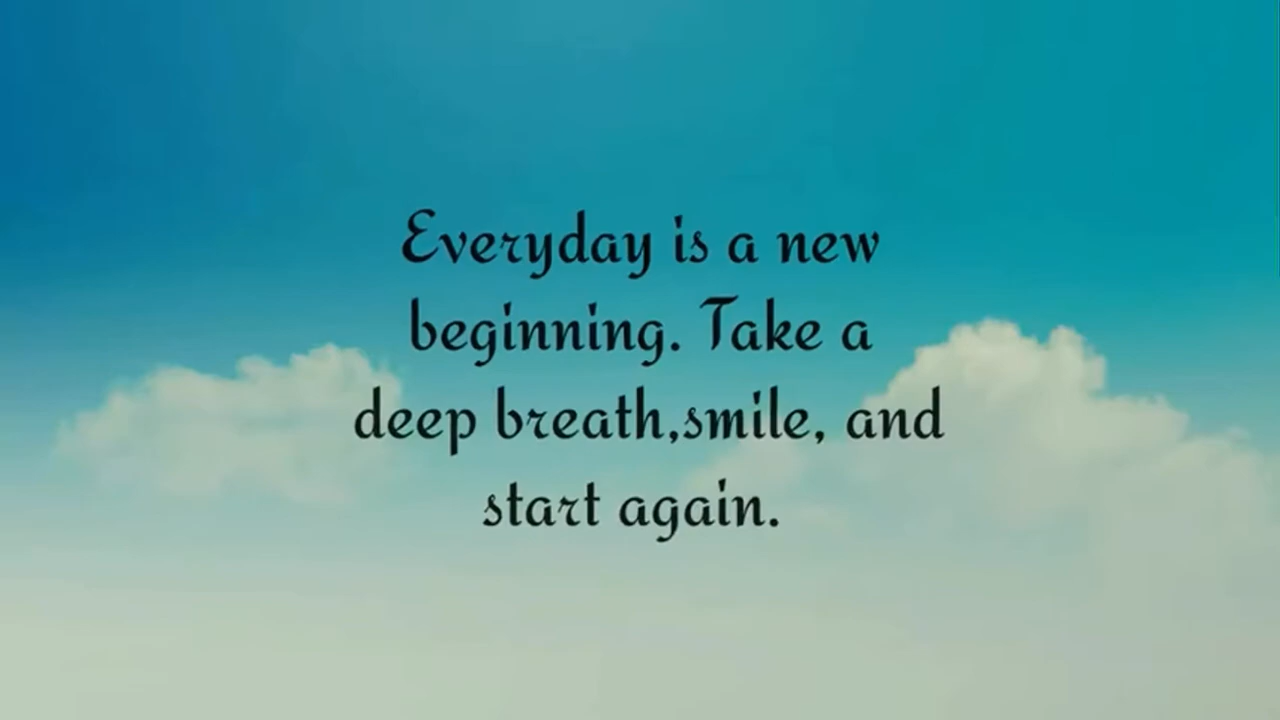 Everyday is a new
beginning. Take a
deep breath,smile, and
start again.